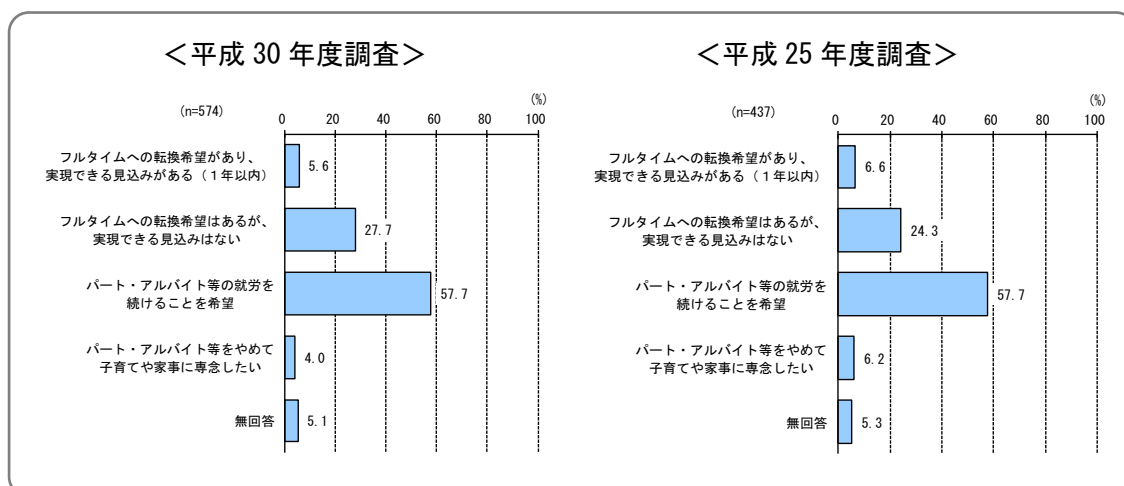 ＜平成 30 年度調査＞
(n=574)
(%)
0 20 40 60 80 100
フルタイムへの転換希望があり、
実現できる見込みがある（１年以内）
5.6
フルタイムへの転換希望はあるが、
実現できる見込みはない
27.7
パート・アルバイト等の就労を
続けることを希望
57.7
パート・アルバイト等をやめて
子育てや家事に専念したい
4.0
無回答
5.1
＜平成 25 年度調査＞
(n=437)
(%)
0 20 40 60 80 100
フルタイムへの転換希望があり、
実現できる見込みがある（１年以内）
6.6
フルタイムへの転換希望はあるが、
実現できる見込みはない
24.3
パート・アルバイト等の就労を
続けることを希望
57.7
パート・アルバイト等をやめて
子育てや家事に専念したい
6.2
無回答
5.3